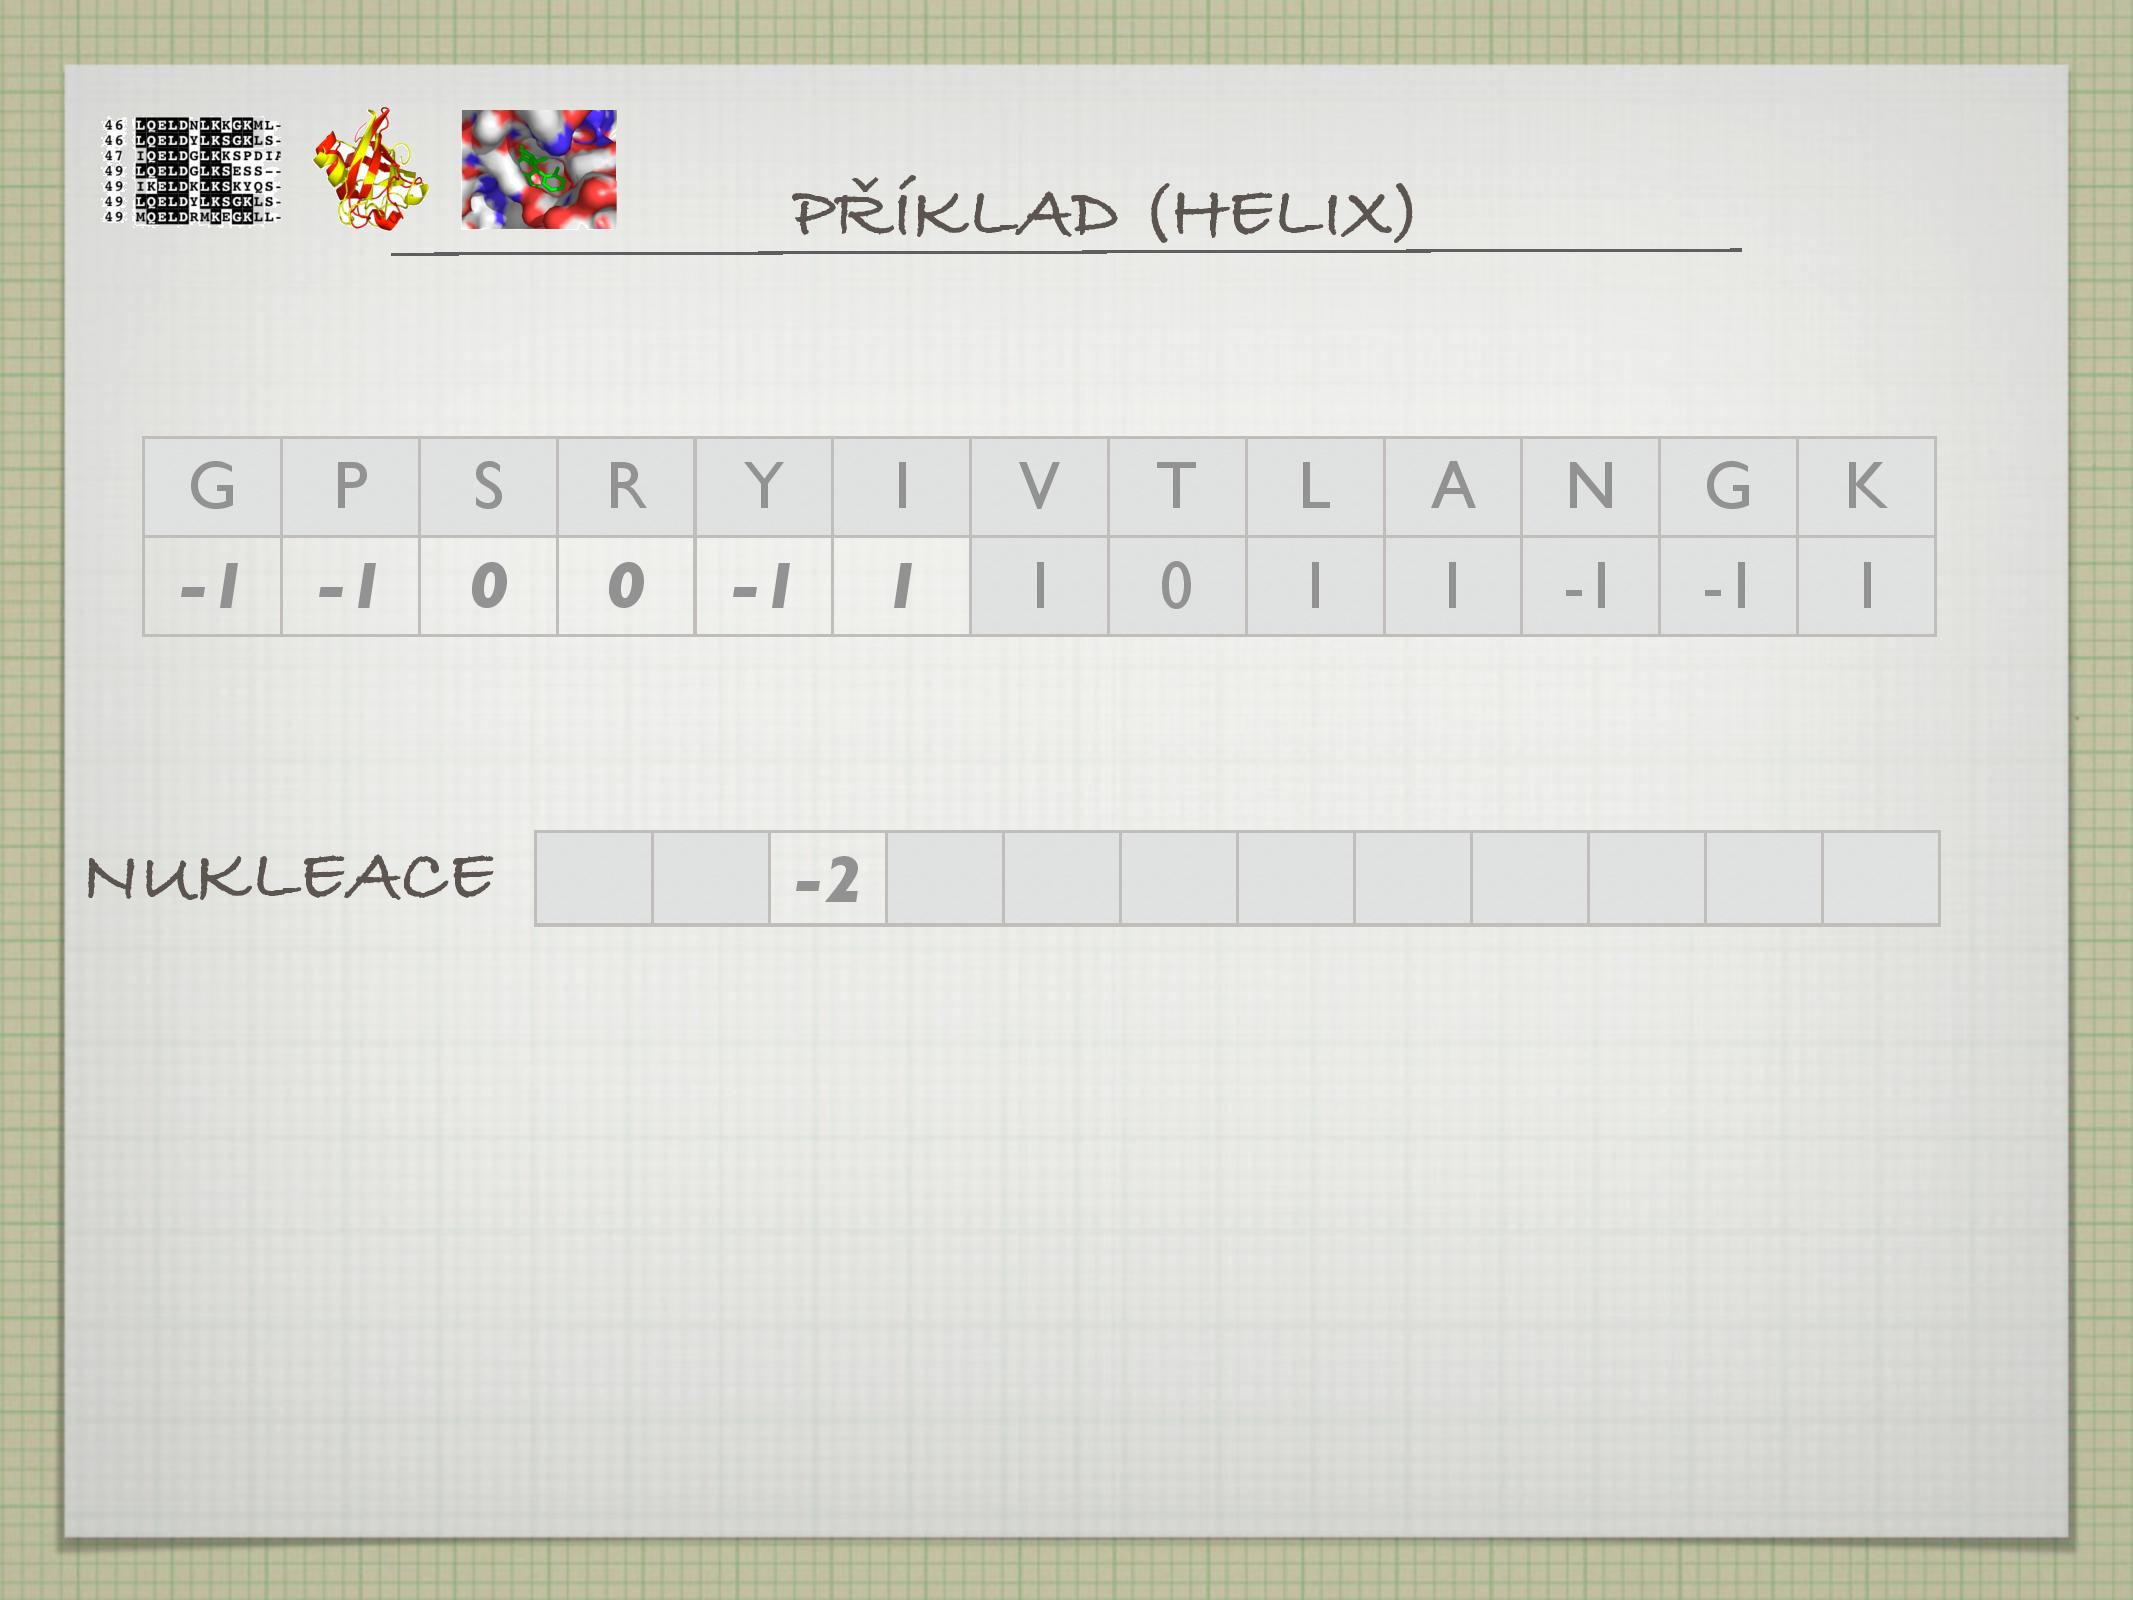 46 LQELDNLKKGKML-
46 LQELDYLKSGKLS-
47 IQELDGLKKSPDIA
49 LQELDGLKSESS--
49 IKELDKLKSKYQS-
49 LQELDYLKSGKLS-
49 MQELDRMKEGKLL-
PŘÍKLAD (HELIX)
G P S R Y I V T L A N G K
-1 -1 0 0 -1 1 1 0 1 1 -1 -1 1
NUKLEACE -2